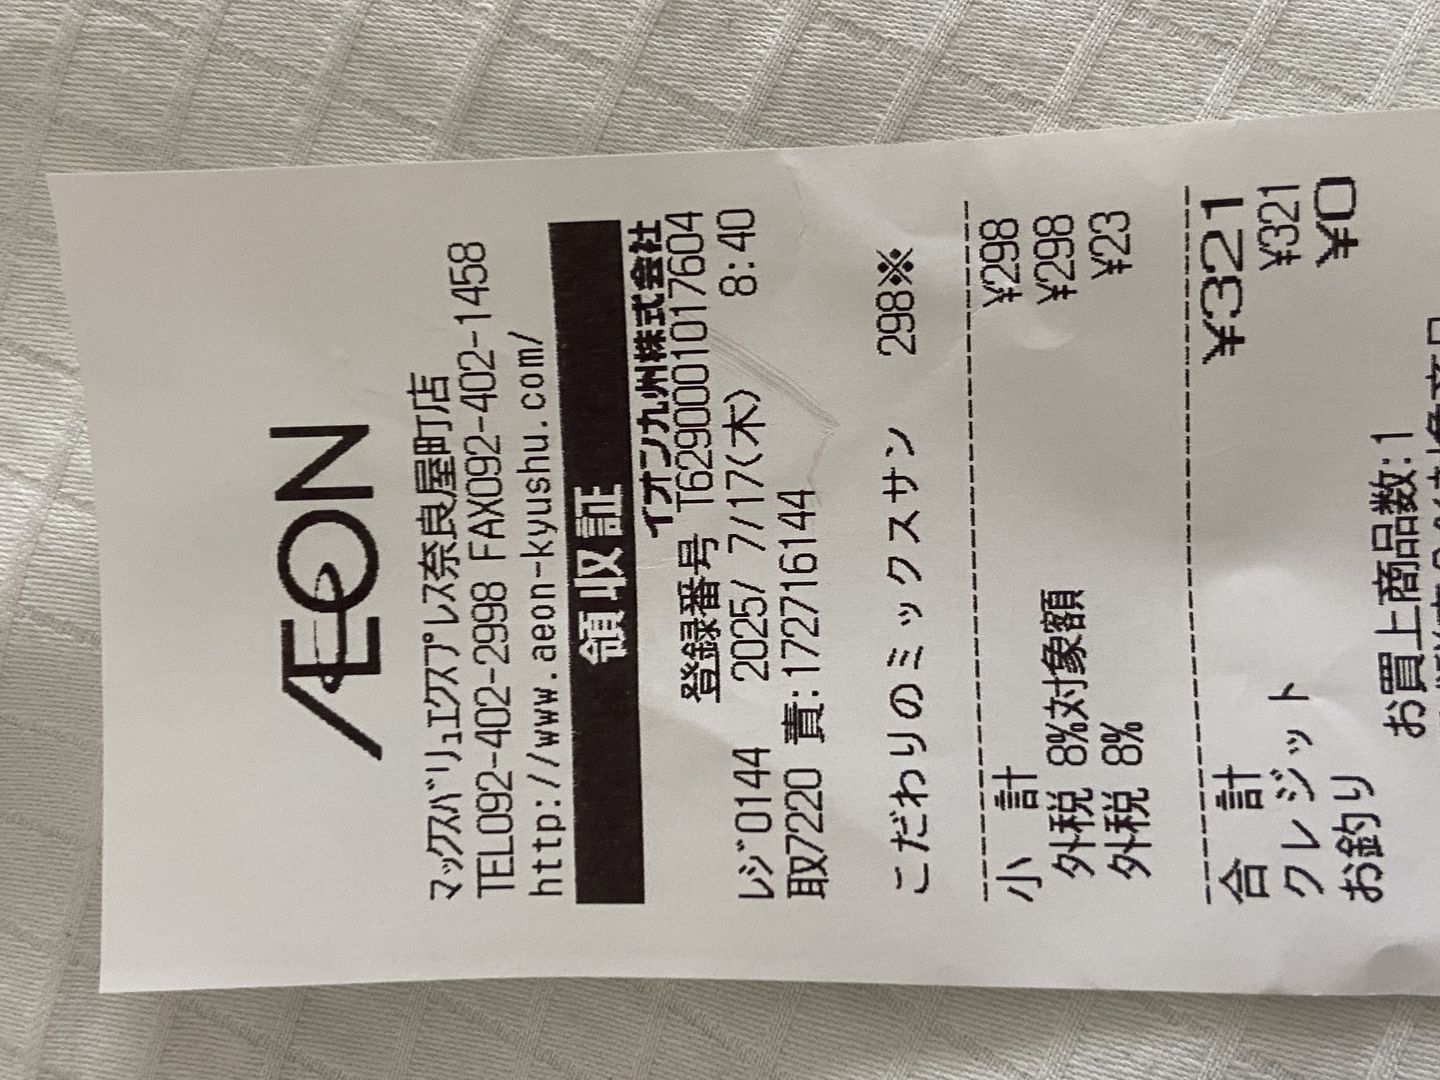 ÆON
マックスバリュエクスプレス奈良屋町店
TEL092-402-2998 FAX092-402-1458
http://www.aeon-kyushu.com/
領収証
イオン九州株式会社
登録番号 T6290001017604
レジ0144 2025/ 7/17(木) 8:40
取7220 責:172716144
こだわりのミックスサン 298※
小 計 ¥298
外税 8%対象額 ¥298
外税 8% ¥23
合 計 ¥321
クレジット ¥321
お釣り ¥0
お買上商品数:1